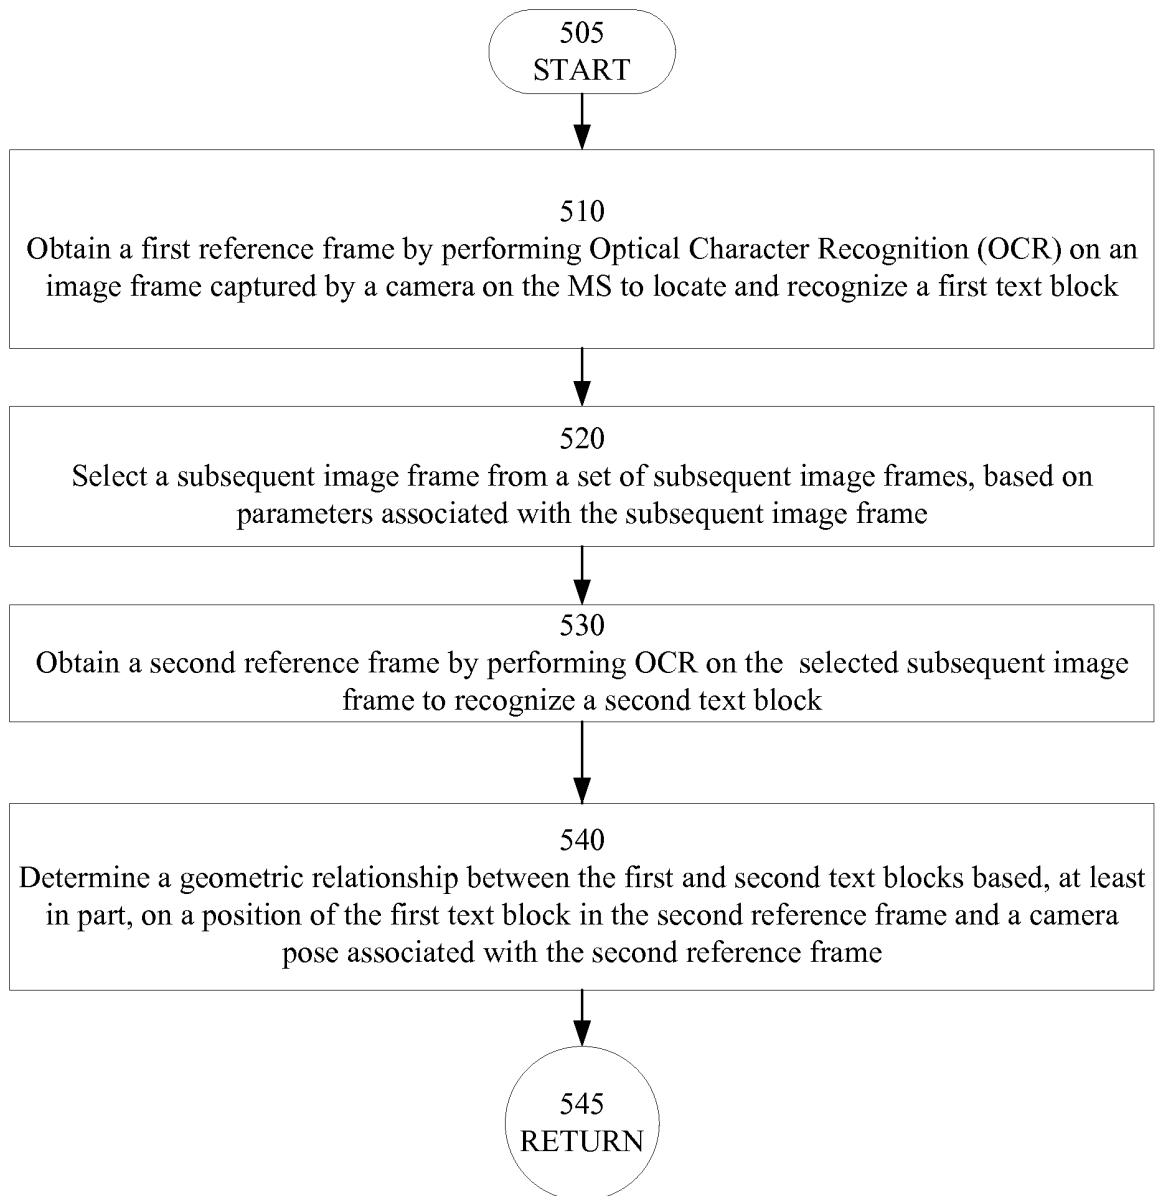 505
START
510
Obtain a first reference frame by performing Optical Character Recognition (OCR) on an
image frame captured by a camera on the MS to locate and recognize a first text block
520
Select a subsequent image frame from a set of subsequent image frames, based on
parameters associated with the subsequent image frame
530
Obtain a second reference frame by performing OCR on the selected subsequent image
frame to recognize a second text block
540
Determine a geometric relationship between the first and second text blocks based, at least
in part, on a position of the first text block in the second reference frame and a camera
pose associated with the second reference frame
545
RETURN